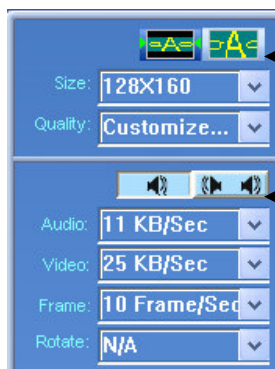 A A
Size: 128X160
Quality: Customize...
Audio: 11 KB/Sec
Video: 25 KB/Sec
Frame: 10 Frame/Sec
Rotate: N/A